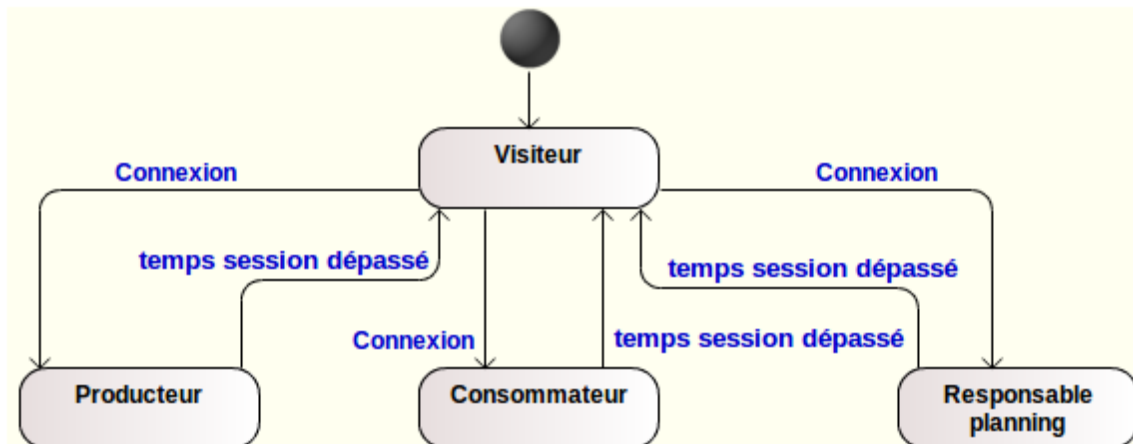 Visiteur
Connexion
Connexion
temps session dépassé
temps session dépassé
Connexion
temps session dépassé
Producteur
Consommateur
Responsable
planning